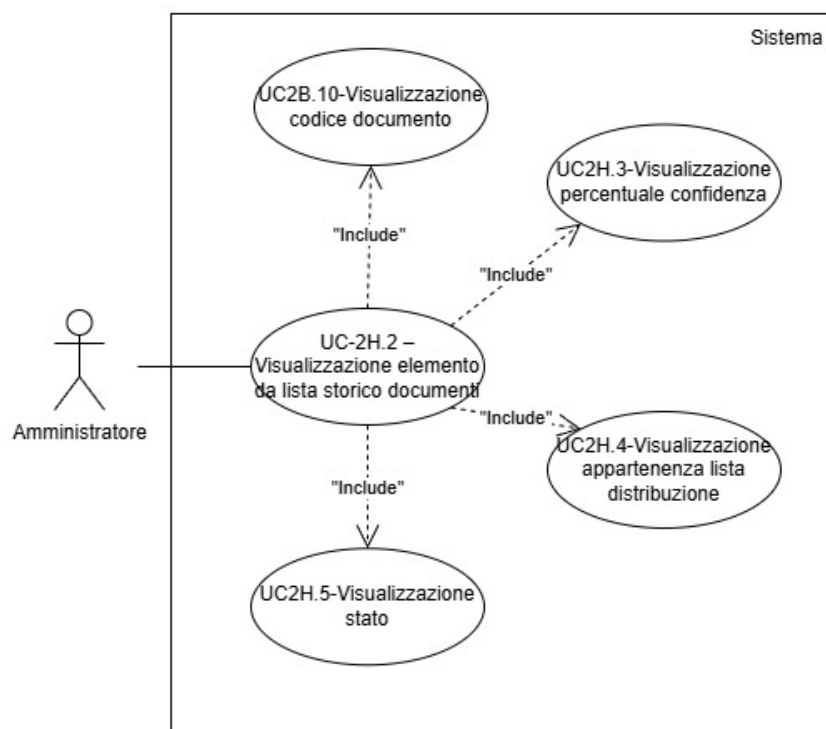 Sistema
UC2B.10-Visualizzazione
codice documento
UC2H.3-Visualizzazione
percentuale confidenza
"Include"
"Include"
UC-2H.2 –
Visualizzazione elemento
da lista storico documenti
Amministratore
"Include"
UC2H.4-Visualizzazione
appartenenza lista
distribuzione
"Include"
UC2H.5-Visualizzazione
stato